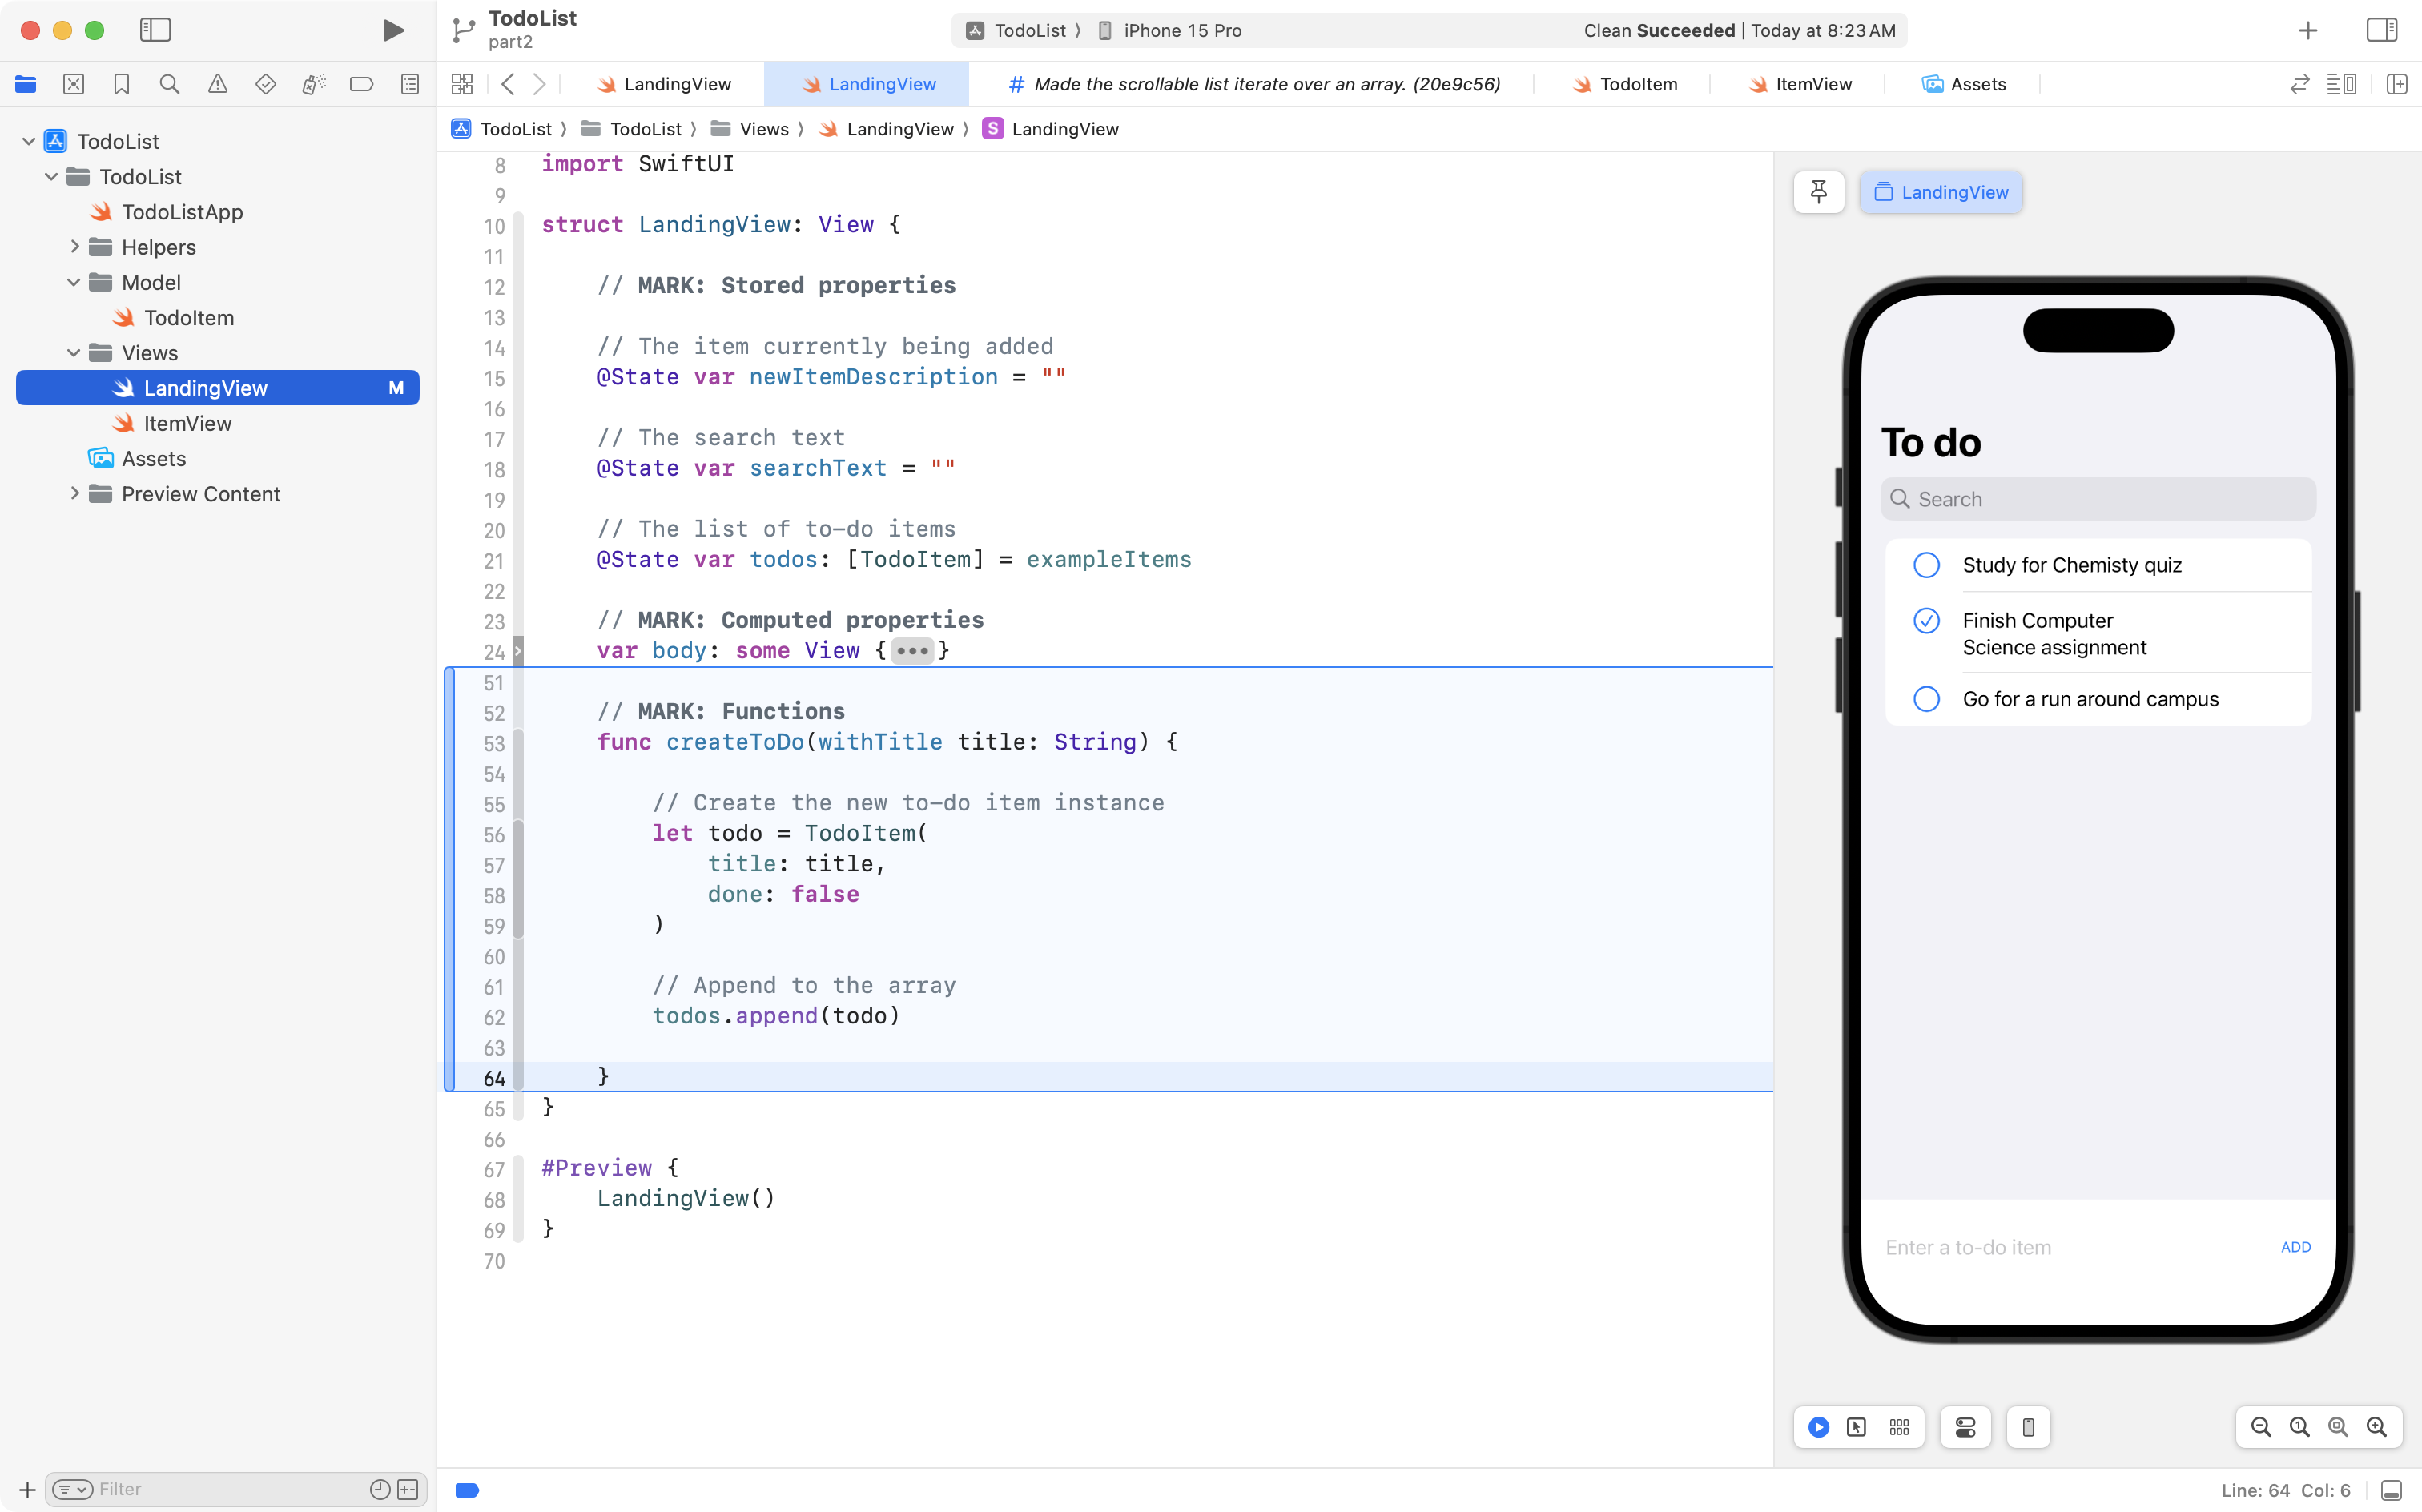 TodoList
part2
TodoList ⟩ iPhone 15 Pro
Clean Succeeded | Today at 8:23 AM
LandingView
LandingView
# Made the scrollable list iterate over an array. (20e9c56)
TodoItem
ItemView
Assets
TodoList ⟩ TodoList ⟩ Views ⟩ LandingView ⟩ S LandingView
TodoList
TodoList
TodoListApp
Helpers
Model
TodoItem
Views
LandingView M
ItemView
Assets
Preview Content
Filter
8 import SwiftUI
9
10 struct LandingView: View {
11
12 // MARK: Stored properties
13
14 // The item currently being added
15 @State var newItemDescription = ""
16
17 // The search text
18 @State var searchText = ""
19
20 // The list of to-do items
21 @State var todos: [TodoItem] = exampleItems
22
23 // MARK: Computed properties
24 var body: some View {•••}
51
52 // MARK: Functions
53 func createToDo(withTitle title: String) {
54
55 // Create the new to-do item instance
56 let todo = TodoItem(
57 title: title,
58 done: false
59 )
60
61 // Append to the array
62 todos.append(todo)
63
64 }
65 }
66
67 #Preview {
68 LandingView()
69 }
70
LandingView
To do
Search
Study for Chemisty quiz
Finish Computer
Science assignment
Go for a run around campus
Enter a to-do item
ADD
Line: 64 Col: 6